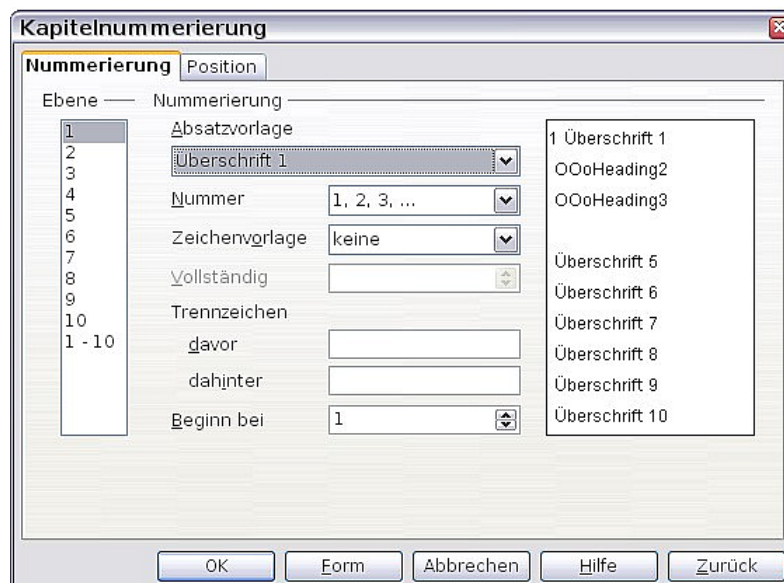 Kapitelnummerierung
Nummerierung
Position
Ebene
1
2
3
4
5
6
7
8
9
10
1 - 10
Nummerierung
Absatzvorlage
Überschrift 1
Nummer
1, 2, 3, ...
Zeichenvorlage
keine
Vollständig
Trennzeichen
davor
dahinter
Beginn bei
1
1 Überschrift 1
OOoHeading2
OOoHeading3
Überschrift 5
Überschrift 6
Überschrift 7
Überschrift 8
Überschrift 9
Überschrift 10
OK
Form
Abbrechen
Hilfe
Zurück